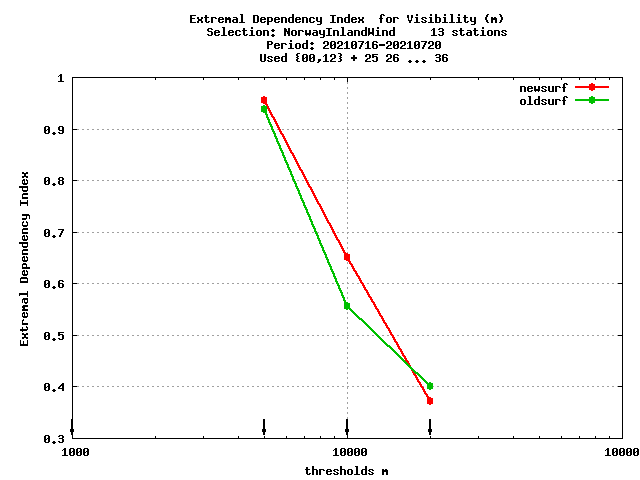 Extremal Dependency Index  for Visibility (m)
Selection: NorwayInlandWind     13 stations
Period: 20210716-20210720
Used {00,12} + 25 26 ... 36
newsurf
oldsurf
Extremal Dependency Index
1
0.9
0.8
0.7
0.6
0.5
0.4
0.3
1000 10000 10000
thresholds m